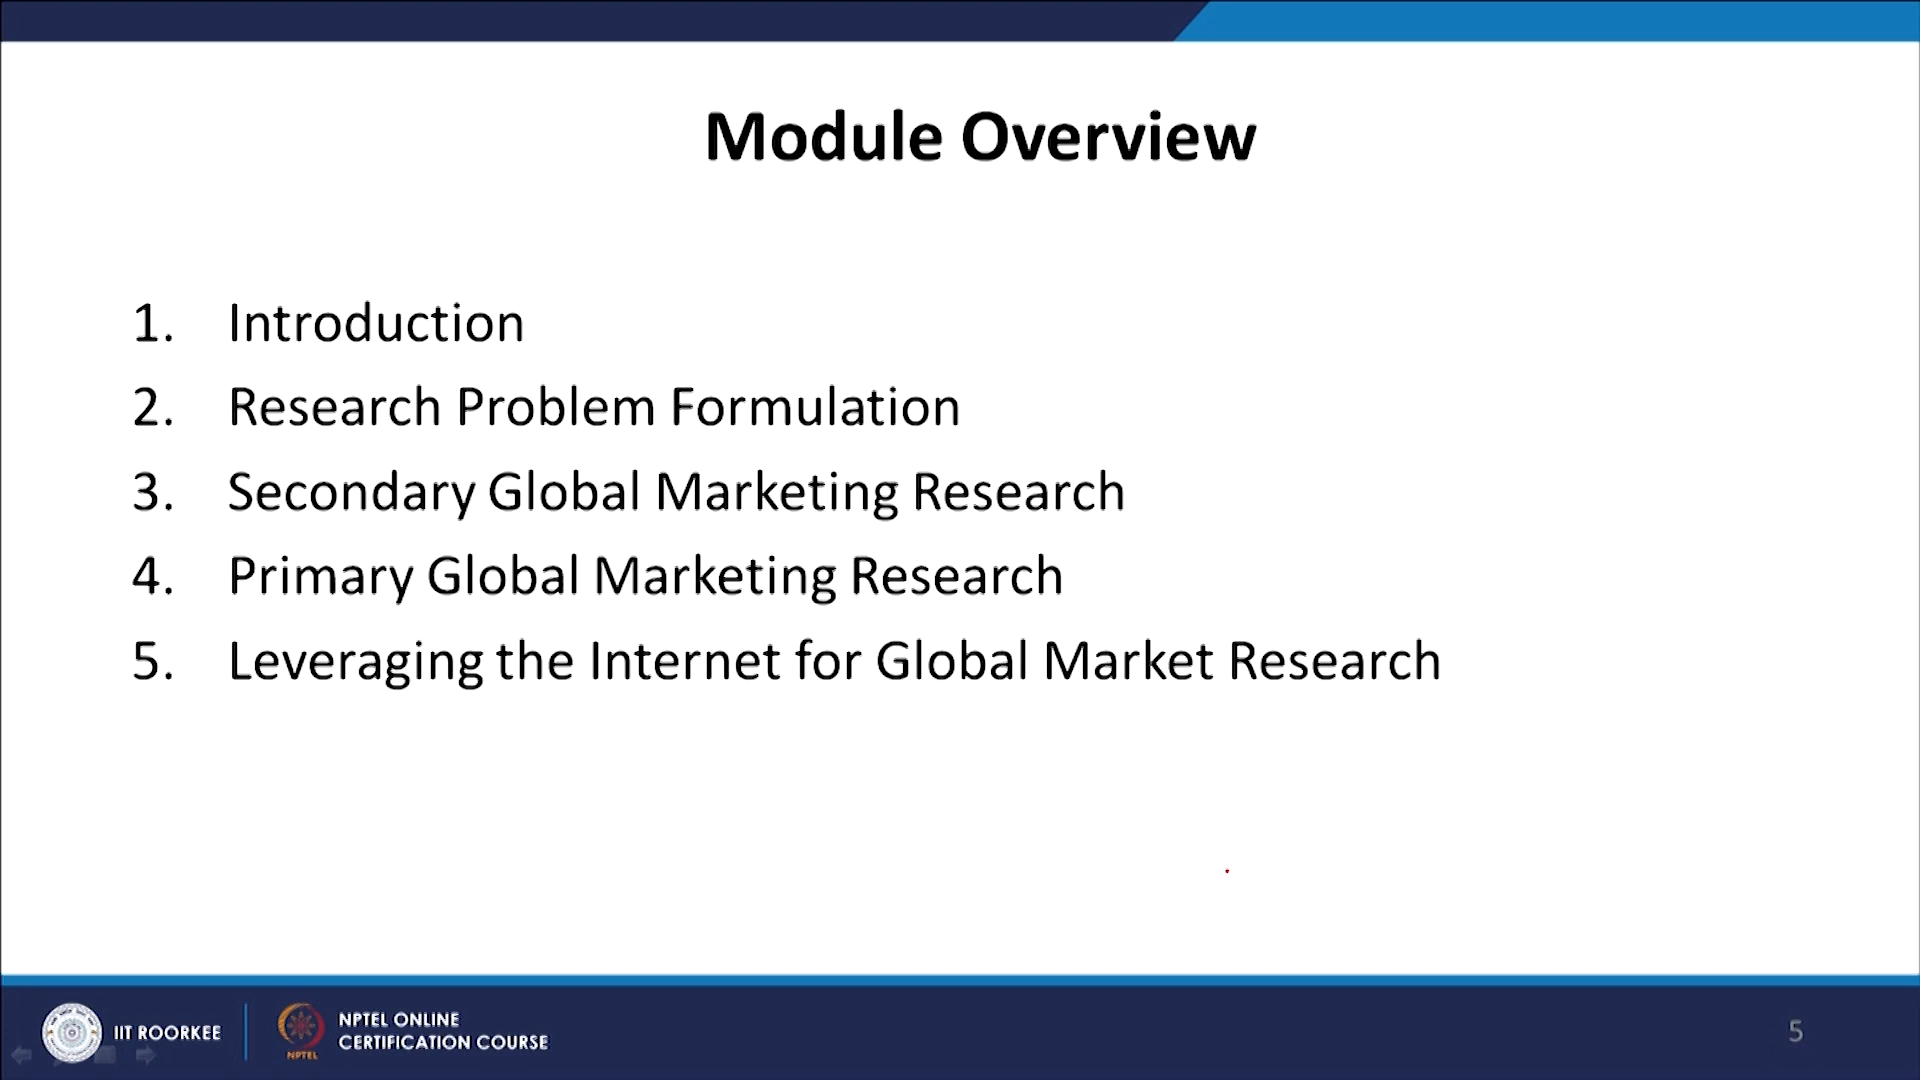 Module Overview
1. Introduction
2. Research Problem Formulation
3. Secondary Global Marketing Research
4. Primary Global Marketing Research
5. Leveraging the Internet for Global Market Research
IIT ROORKEE
NPTEL
NPTEL ONLINE
CERTIFICATION COURSE
5